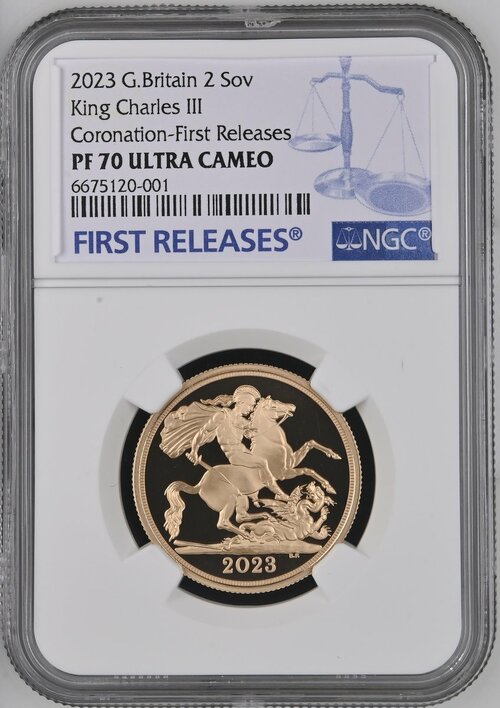 2023 G.Britain 2 Sov
King Charles III
Coronation-First Releases
PF 70 ULTRA CAMEO
6675120-001
FIRST RELEASES®
NGC®
2023
B.P.